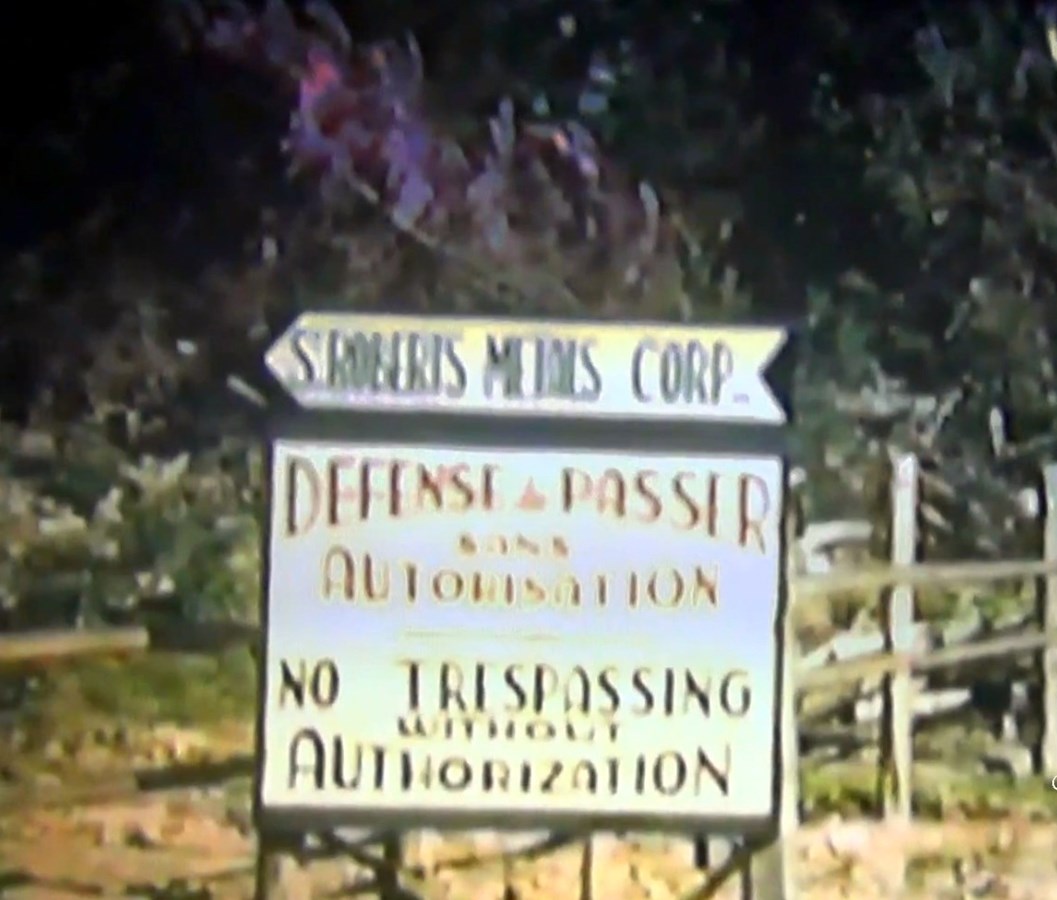 ST. ROBERTS METALS CORP.
DEFENSE A PASSER
SANS
AUTORISATION
NO TRESPASSING
WITHOUT
AUTHORIZATION